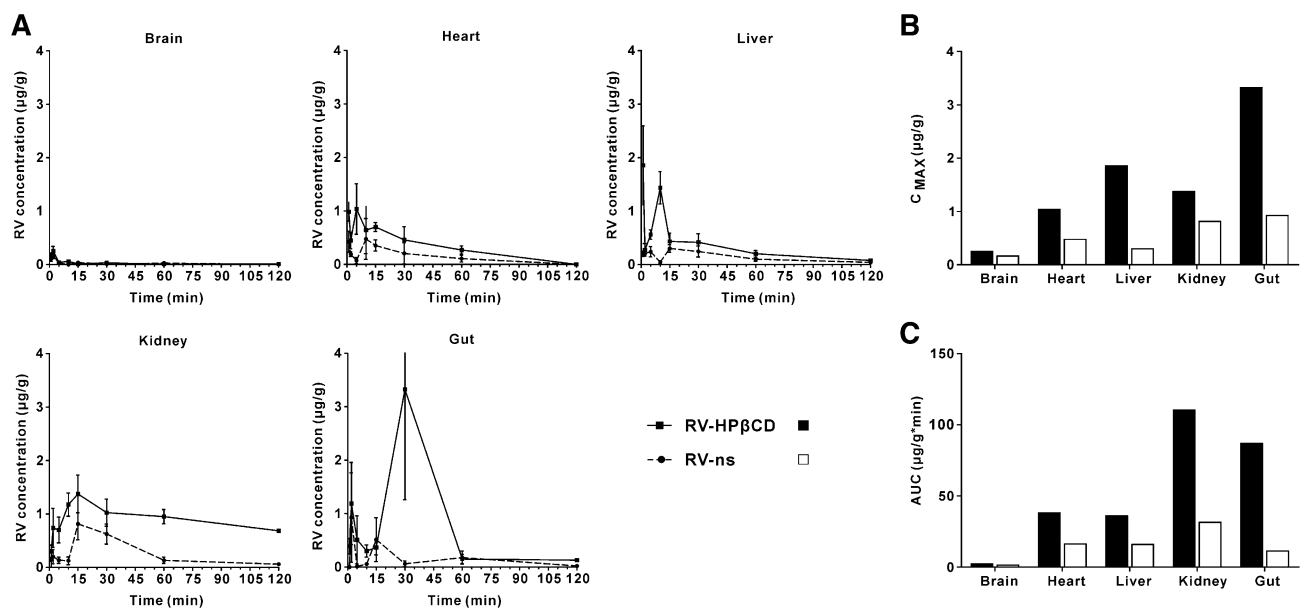 A
Brain
RV concentration (μg/g)
4
3
2
1
0
0 15 30 45 60 75 90 105 120
Time (min)
Heart
RV concentration (μg/g)
4
3
2
1
0
0 15 30 45 60 75 90 105 120
Time (min)
Liver
RV concentration (μg/g)
4
3
2
1
0
0 15 30 45 60 75 90 105 120
Time (min)
Kidney
RV concentration (μg/g)
4
3
2
1
0
0 15 30 45 60 75 90 105 120
Time (min)
Gut
RV concentration (μg/g)
4
3
2
1
0
0 15 30 45 60 75 90 105 120
Time (min)
RV-HPβCD
RV-ns
B
C MAX (μg/g)
4
3
2
1
0
Brain Heart Liver Kidney Gut
C
AUC (μg/g*min)
150
100
50
0
Brain Heart Liver Kidney Gut